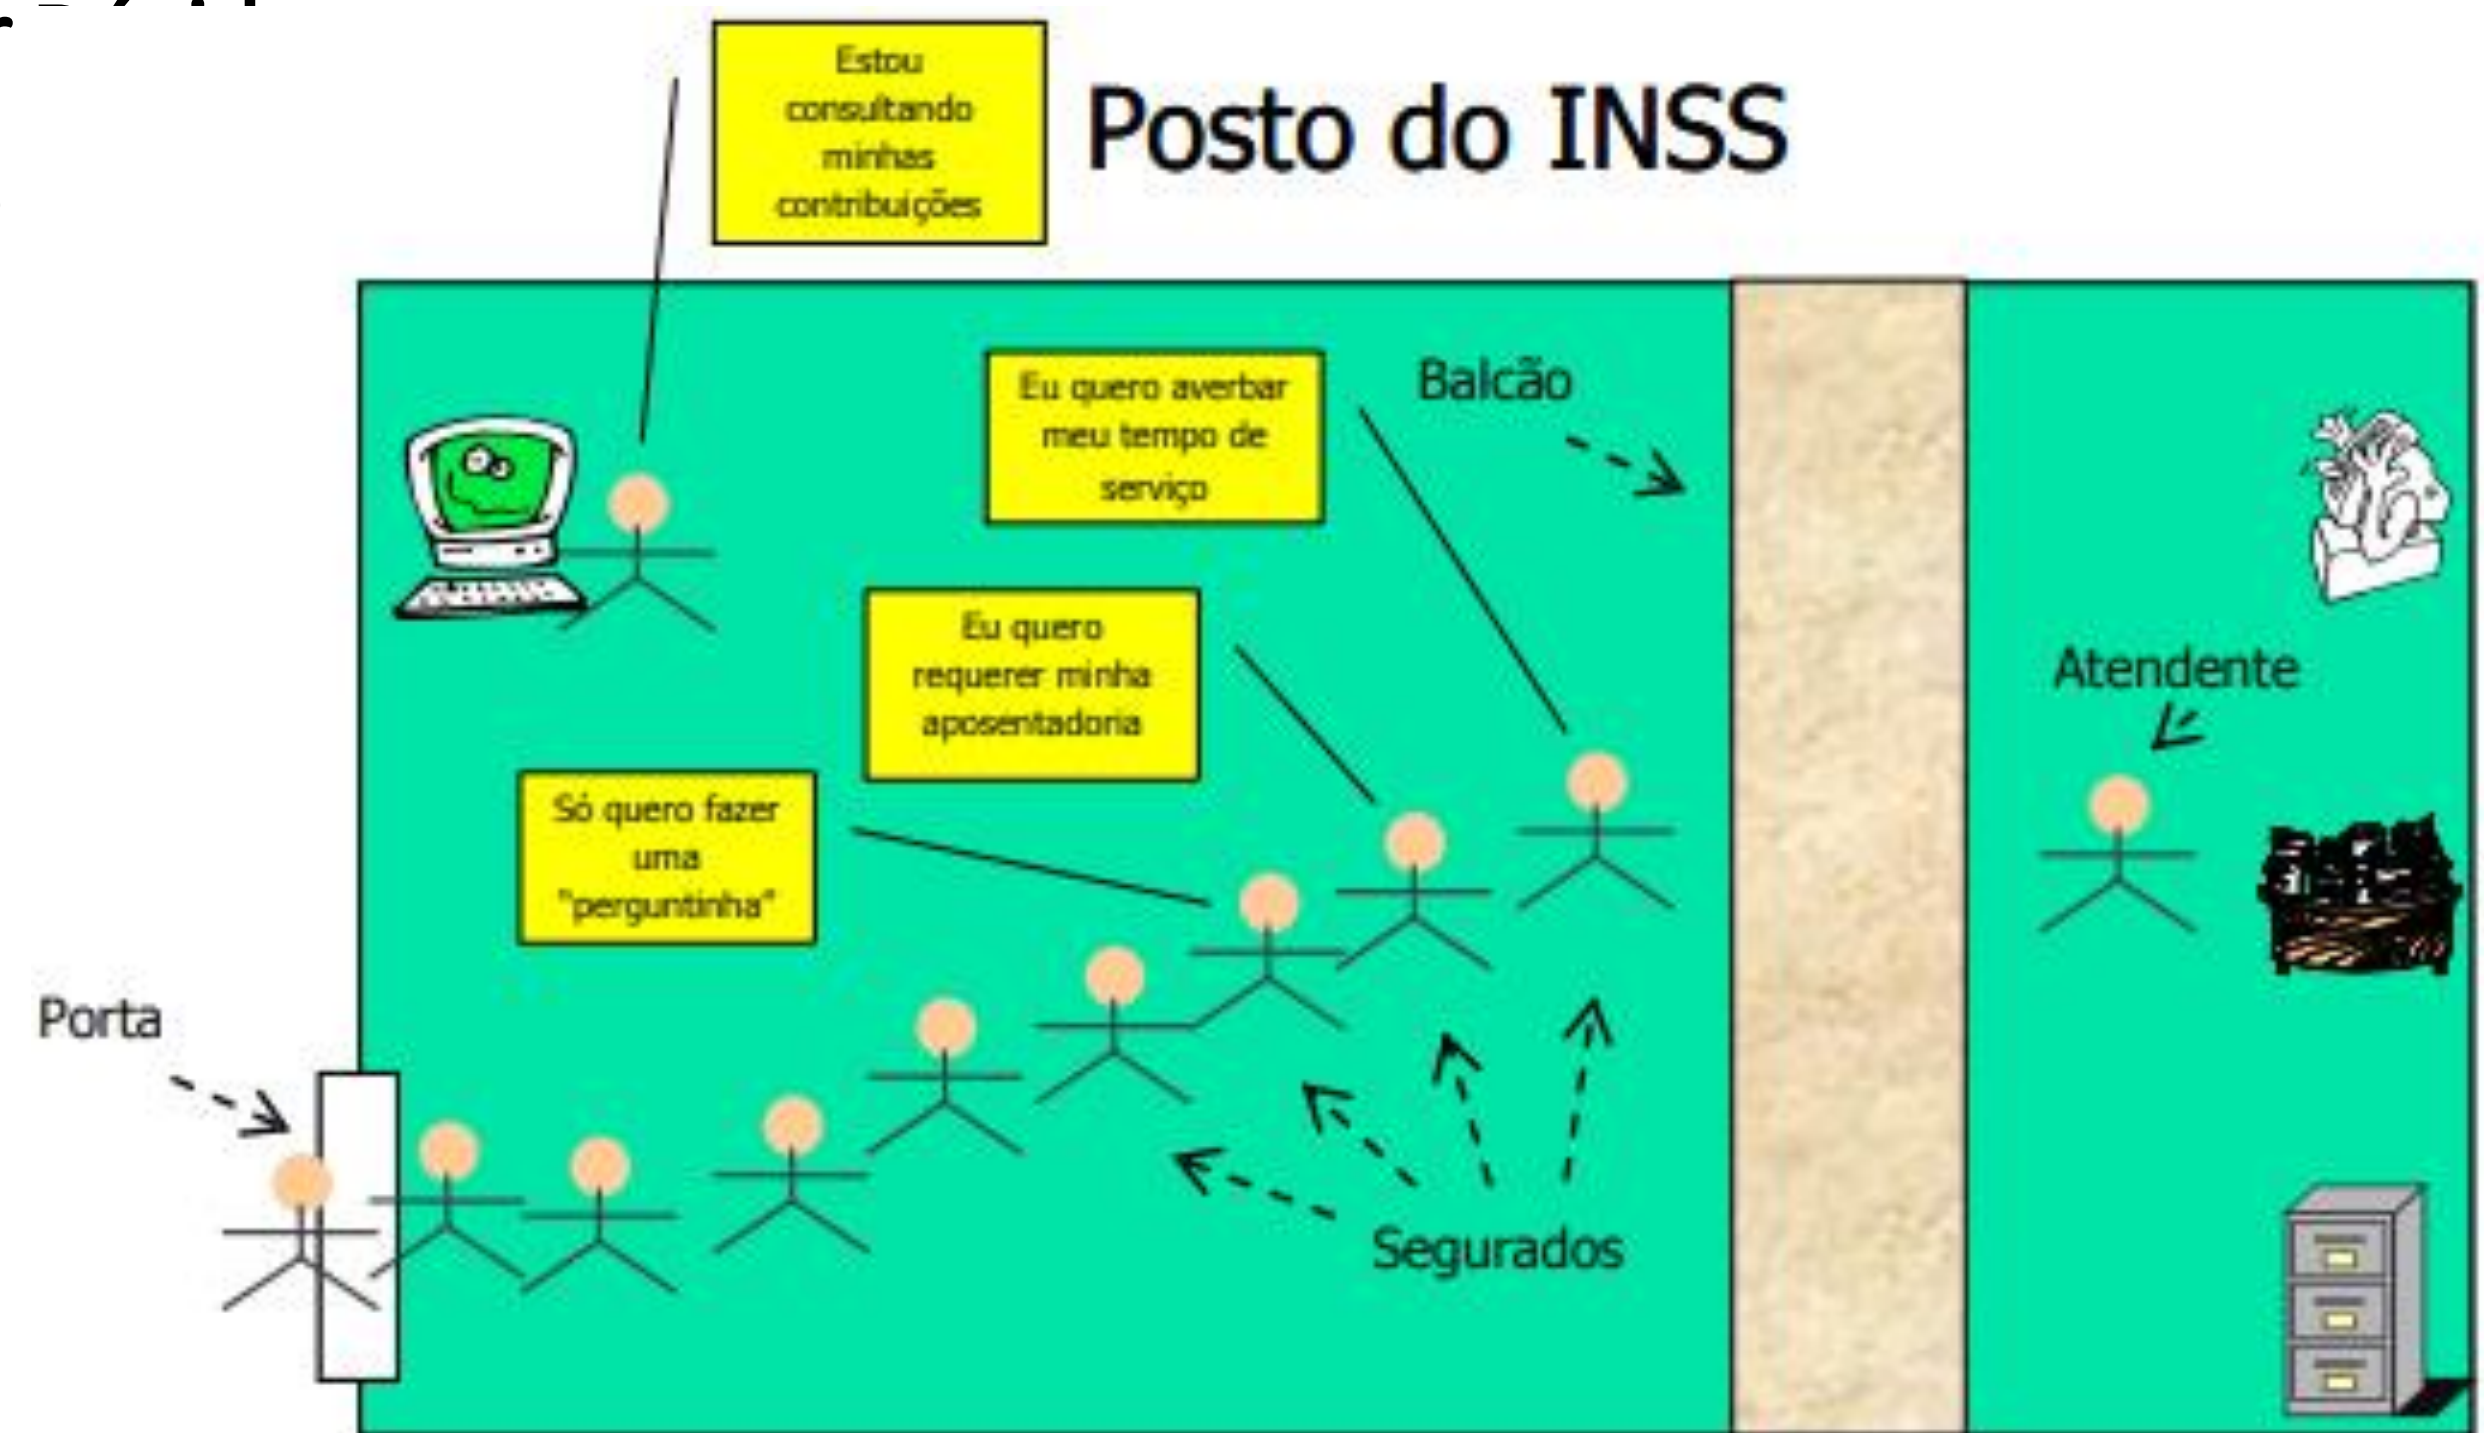 Estou
consultando
minhas
contribuições
Posto do INSS
Eu quero averbar
meu tempo de
serviço
Balcão
Eu quero
requerer minha
aposentadoria
Atendente
Só quero fazer
uma
"perguntinha"
Porta
Segurados